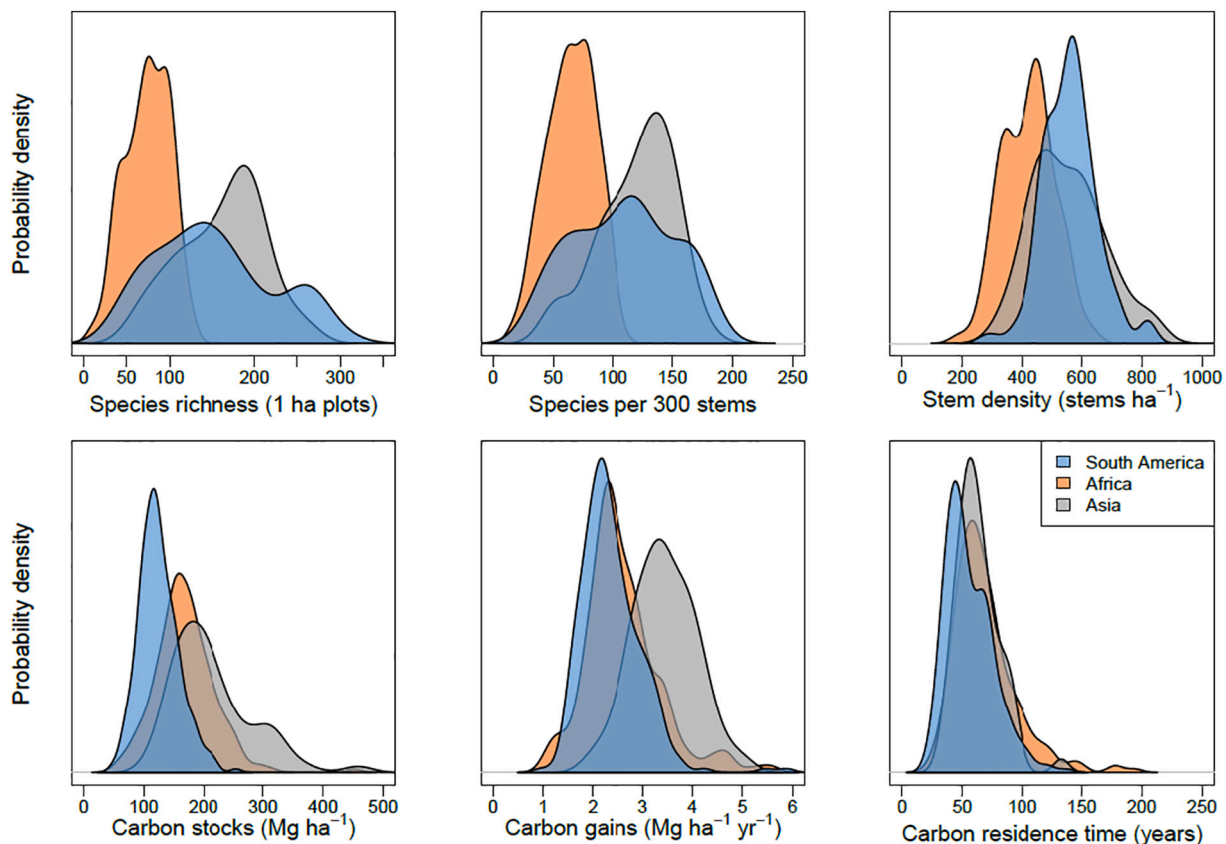 Probability density
0 50 100 200 300
Species richness (1 ha plots)
0 50 100 150 200 250
Species per 300 stems
0 200 400 600 800 1000
Stem density (stems ha⁻¹)
Probability density
0 100 200 300 400 500
Carbon stocks (Mg ha⁻¹)
1 2 3 4 5 6
0
Carbon gains (Mg ha⁻¹ yr⁻¹)
South America
Africa
Asia
0 50 100 150 200 250
Carbon residence time (years)